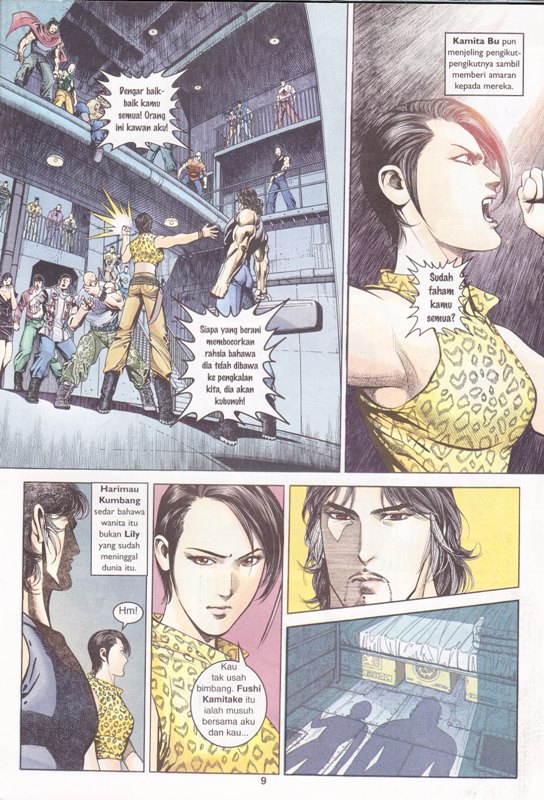 Dengar baik-
baik kamu
semua! Orang
ini kawan aku!
Siapa yang berani
membocorkan
rahsia bahawa
dia telah dibawa
ke pengkalan
kita, dia akan
kubunuh!
Kamita Bu pun
menjeling pengikut-
pengikutnya sambil
memberi amaran
kepada mereka.
Sudah
faham
kamu
semua?
Harimau
Kumbang
sedar bahawa
wanita itu
bukan Lily
yang sudah
meninggal
dunia itu.
Hm!
Kau
tak usah
bimbang. Fushi
Kamitake itu
ialah musuh
bersama aku
dan kau...
9